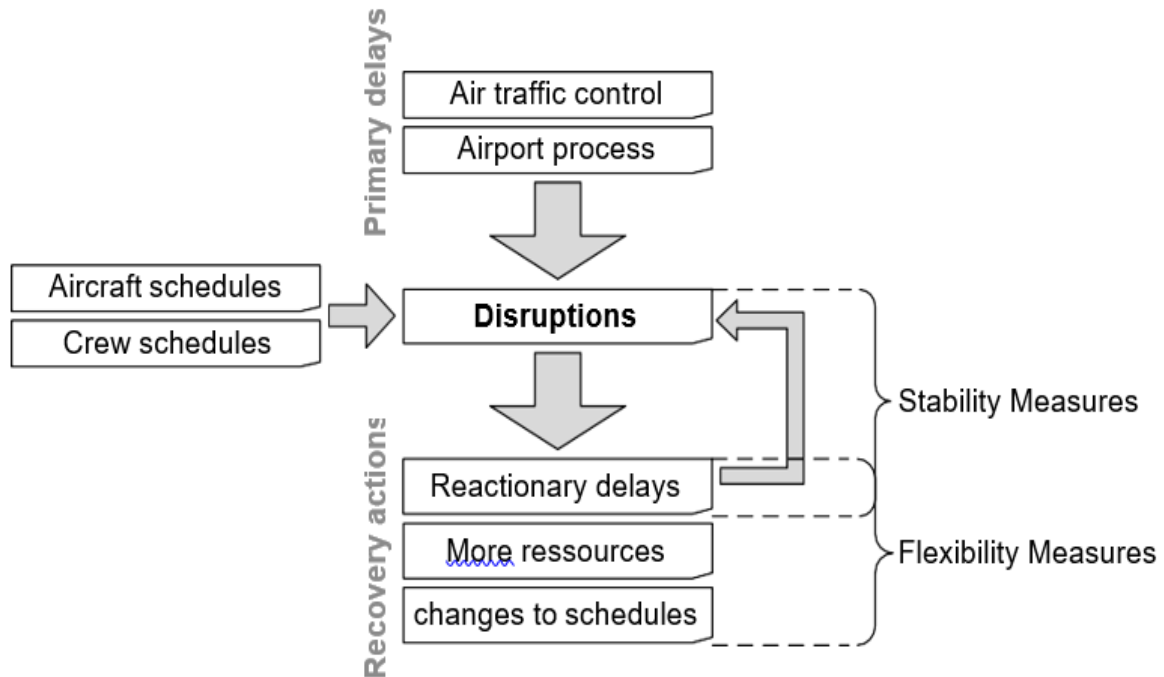 Primary delays
Air traffic control
Airport process
Aircraft schedules
Crew schedules
Disruptions
Stability Measures
Recovery actions
Reactionary delays
More ressources
changes to schedules
Flexibility Measures